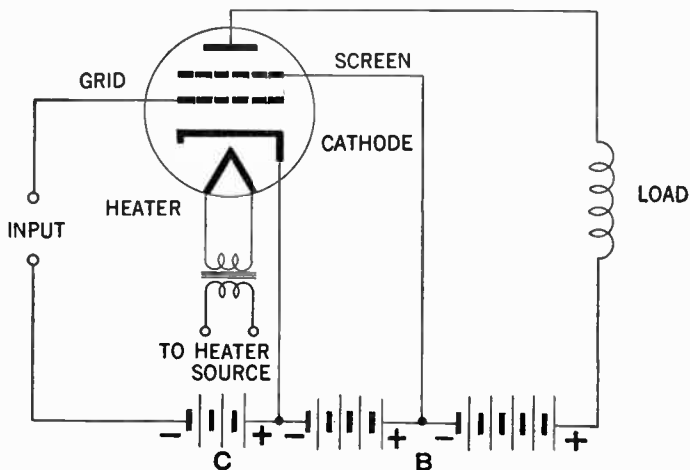 SCREEN
GRID
CATHODE
HEATER
LOAD
INPUT
TO HEATER
SOURCE
- + - + - +
C B